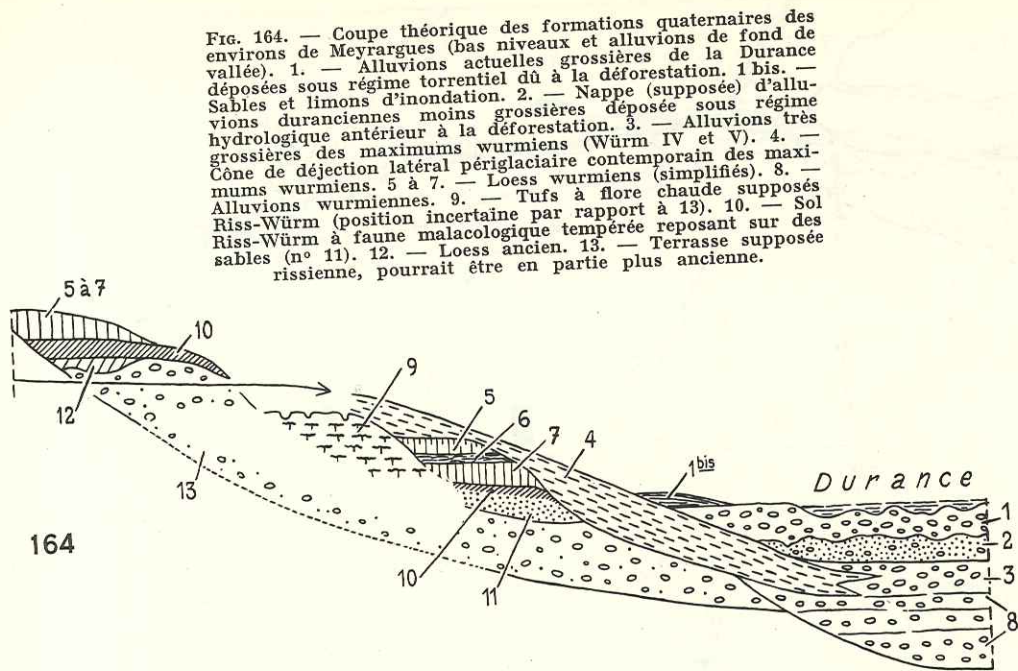 FIG. 164. — Coupe théorique des formations quaternaires des
environs de Meyrargues (bas niveaux et alluvions de fond de
vallée). 1. — Alluvions actuelles grossières de la Durance
déposées sous régime torrentiel dû à la déforestation. 1 bis. —
Sables et limons d'inondation. 2. — Nappe (supposée) d'allu-
vions duranciennes moins grossières déposée sous régime
hydrologique antérieur à la déforestation. 3. — Alluvions très
grossières des maximums wurmiens (Würm IV et V). 4. —
Cône de déjection latéral périglaciaire contemporain des maxi-
mums wurmiens. 5 à 7. — Loess wurmiens (simplifiés). 8. —
Alluvions wurmiennes. 9. — Tufs à flore chaude supposés
Riss-Würm (position incertaine par rapport à 13). 10. — Sol
Riss-Würm à faune malacologique tempérée reposant sur des
sables (n° 11). 12. — Loess ancien. 13. — Terrasse supposée
rissienne, pourrait être en partie plus ancienne.
5 à 7
10
9
5
6
7
4
1 bis
Durance
12
13
1
2
3
164
10
11
8
8